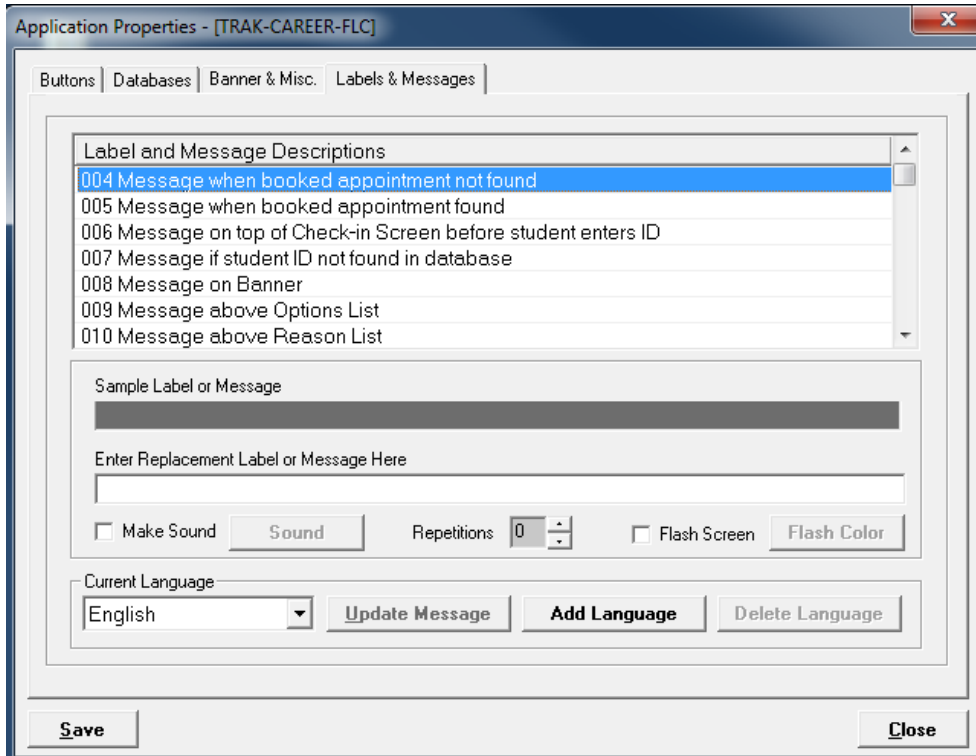 Application Properties - [TRAK-CAREER-FLC]
x
Buttons Databases Banner & Misc. Labels & Messages
Label and Message Descriptions
004 Message when booked appointment not found
005 Message when booked appointment found
006 Message on top of Check-in Screen before student enters ID
007 Message if student ID not found in database
008 Message on Banner
009 Message above Options List
010 Message above Reason List
Sample Label or Message
Enter Replacement Label or Message Here
Make Sound Sound Repetitions 0 Flash Screen Flash Color
Current Language
English Update Message Add Language Delete Language
Save Close